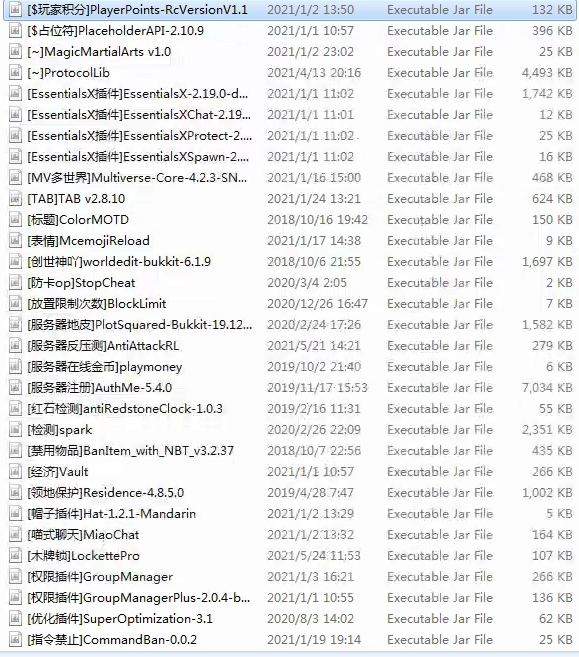 [$玩家积分]PlayerPoints-RcVersionV1.1 2021/1/2 13:50 Executable Jar File 132 KB
[$占位符]PlaceholderAPI-2.10.9 2021/1/1 10:57 Executable Jar File 396 KB
[~]MagicMartialArts v1.0 2021/1/2 23:02 Executable Jar File 25 KB
[~]ProtocolLib 2021/4/13 20:16 Executable Jar File 4,493 KB
[EssentialsX插件]EssentialsX-2.19.0-d... 2021/1/1 11:02 Executable Jar File 1,742 KB
[EssentialsX插件]EssentialsXChat-2.19... 2021/1/1 11:01 Executable Jar File 12 KB
[EssentialsX插件]EssentialsXProtect-2.... 2021/1/1 11:02 Executable Jar File 25 KB
[EssentialsX插件]EssentialsXSpawn-2.... 2021/1/1 11:02 Executable Jar File 16 KB
[MV多世界]Multiverse-Core-4.2.3-SN... 2021/1/16 15:00 Executable Jar File 468 KB
[TAB]TAB v2.8.10 2021/1/24 13:21 Executable Jar File 624 KB
[标题]ColorMOTD 2018/10/16 19:42 Executable Jar File 150 KB
[表情]McemojiReload 2021/1/17 14:38 Executable Jar File 9 KB
[创世神吖]worldedit-bukkit-6.1.9 2018/10/6 21:55 Executable Jar File 1,697 KB
[防卡op]StopCheat 2020/3/4 2:05 Executable Jar File 2 KB
[放置限制次数]BlockLimit 2020/12/26 16:47 Executable Jar File 7 KB
[服务器地皮]PlotSquared-Bukkit-19.12... 2020/2/24 17:26 Executable Jar File 1,582 KB
[服务器反压测]AntiAttackRL 2021/5/21 14:21 Executable Jar File 279 KB
[服务器在线金币]playmoney 2019/10/2 21:40 Executable Jar File 6 KB
[服务器注册]AuthMe-5.4.0 2019/11/17 15:53 Executable Jar File 7,034 KB
[红石检测]antiRedstoneClock-1.0.3 2019/2/16 11:31 Executable Jar File 55 KB
[检测]spark 2020/2/26 22:09 Executable Jar File 2,351 KB
[禁用物品]BanItem_with_NBT_v3.2.37 2018/10/7 22:56 Executable Jar File 435 KB
[经济]Vault 2021/1/1 10:57 Executable Jar File 266 KB
[领地保护]Residence-4.8.5.0 2019/4/28 7:47 Executable Jar File 1,002 KB
[帽子插件]Hat-1.2.1-Mandarin 2021/1/2 13:29 Executable Jar File 5 KB
[喵式聊天]MiaoChat 2021/1/2 13:32 Executable Jar File 164 KB
[木牌锁]LockettePro 2021/5/24 11:53 Executable Jar File 107 KB
[权限插件]GroupManager 2021/1/3 16:21 Executable Jar File 266 KB
[权限插件]GroupManagerPlus-2.0.4-b... 2021/1/1 10:55 Executable Jar File 136 KB
[优化插件]SuperOptimization-3.1 2020/8/3 14:02 Executable Jar File 62 KB
[指令禁止]CommandBan-0.0.2 2021/1/19 19:14 Executable Jar File 25 KB